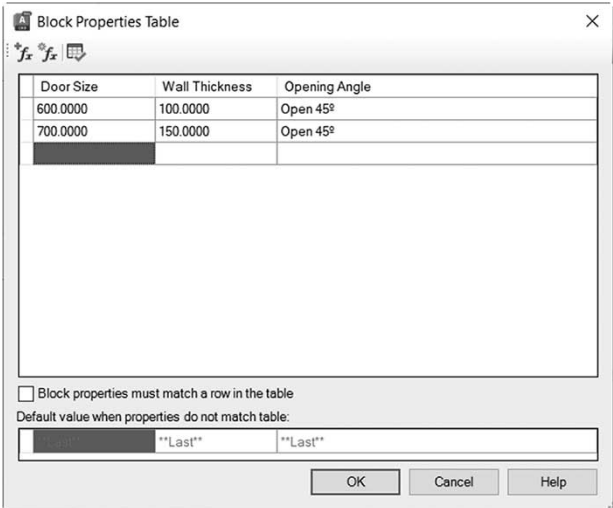 Block Properties Table
Door Size Wall Thickness Opening Angle
600.0000 100.0000 Open 45º
700.0000 150.0000 Open 45º
Block properties must match a row in the table
Default value when properties do not match table:
**Last** **Last** **Last**
OK Cancel Help